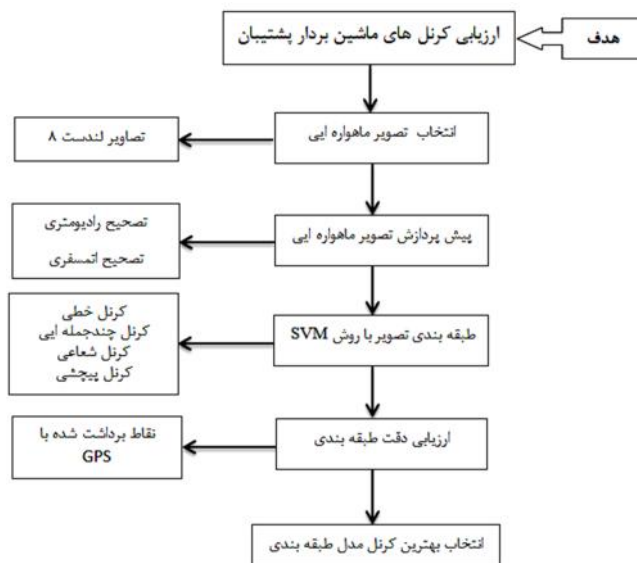 هدف
ارزیابی کرنل های ماشین بردار پشتیبان
انتخاب تصویر ماهواره ایی
تصاویر لندست ۸
پیش پردازش تصویر ماهواره ایی
تصحیح رادیومتری
تصحیح اتمسفری
طبقه بندی تصویر با روش SVM
کرنل خطی
کرنل چندجمله ایی
کرنل شعاعی
کرنل پیچشی
ارزیابی دقت طبقه بندی
نقاط برداشت شده با
GPS
انتخاب بهترین کرنل مدل طبقه بندی